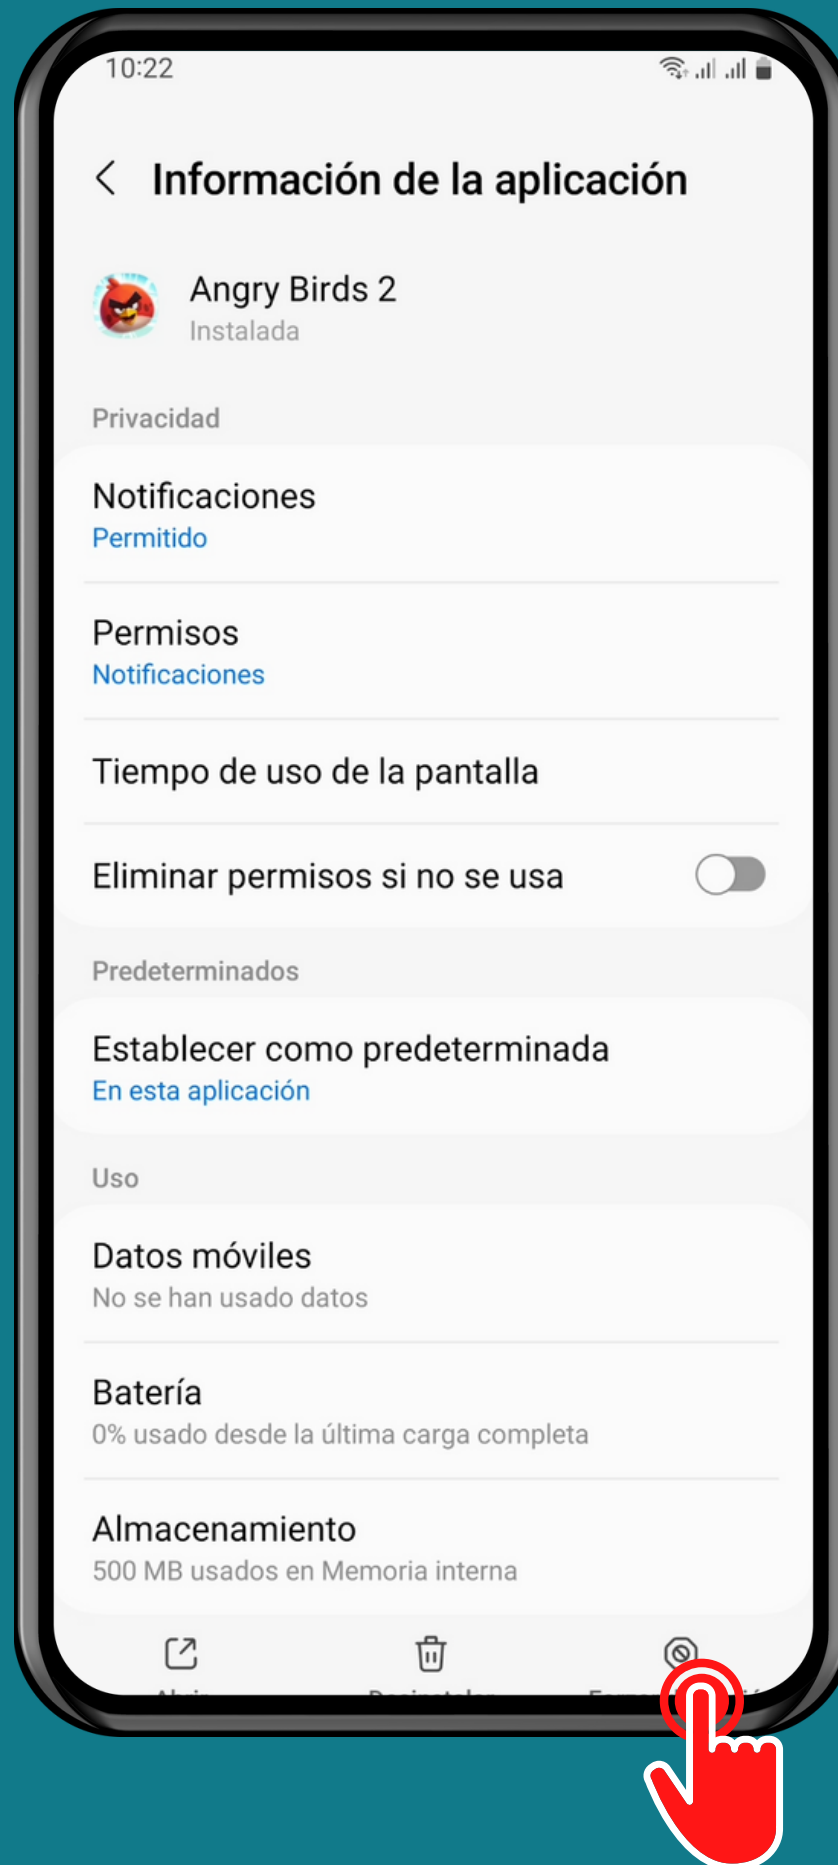 10:22
Información de la aplicación
Angry Birds 2
Instalada
Privacidad
Notificaciones
Permitido
Permisos
Notificaciones
Tiempo de uso de la pantalla
Eliminar permisos si no se usa
Predeterminados
Establecer como predeterminada
En esta aplicación
Uso
Datos móviles
No se han usado datos
Batería
0% usado desde la última carga completa
Almacenamiento
500 MB usados en Memoria interna